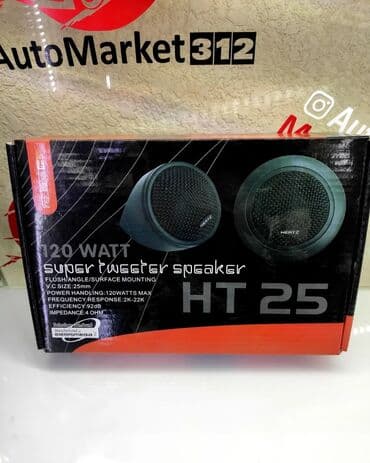 AutoMarket312
Au
HERTZ
120 WATT
super tweeter speaker
FLUSH/ANGLE/SURFACE MOUNTING
V.C SIZE:25mm
POWER HANDLING:120WATTS MAX
FREQUENCY RESPONSE:2K-22K
EFFICIENCY:92dB
IMPEDANCE:4 OHM
HT 25